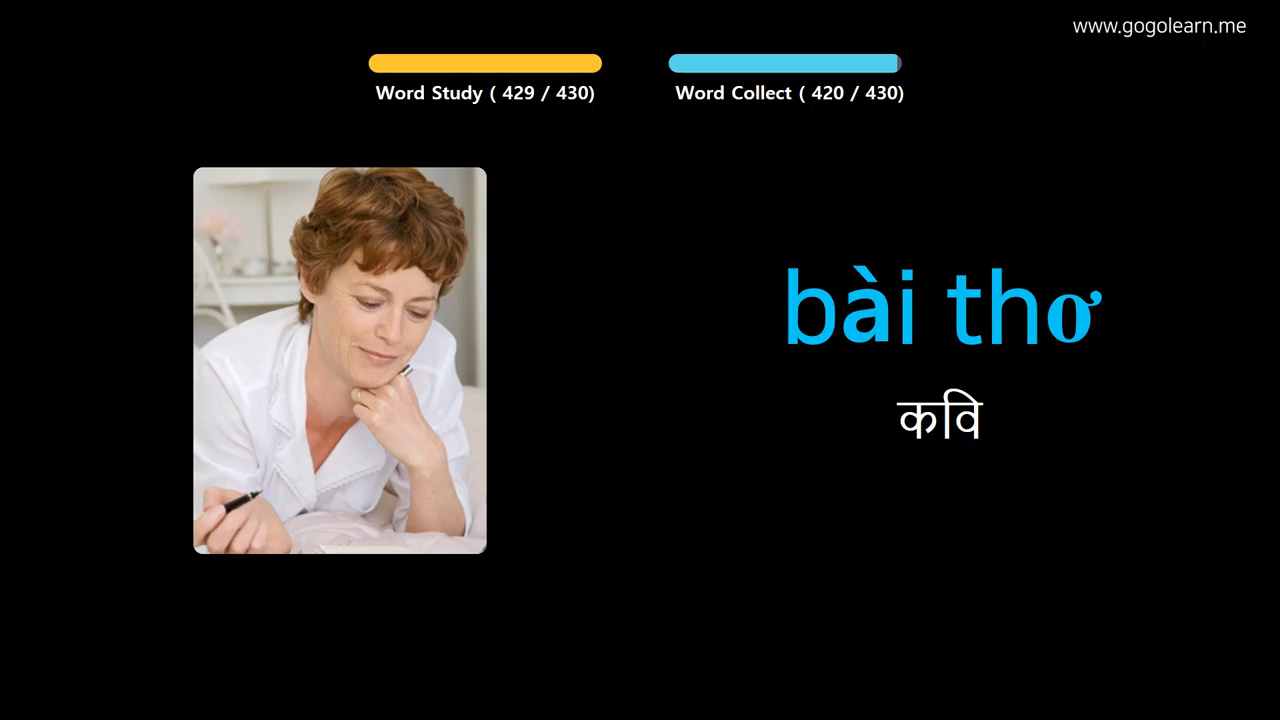 www.gogolearn.me
Word Study ( 429 / 430)
Word Collect ( 420 / 430)
bài thơ
कवि